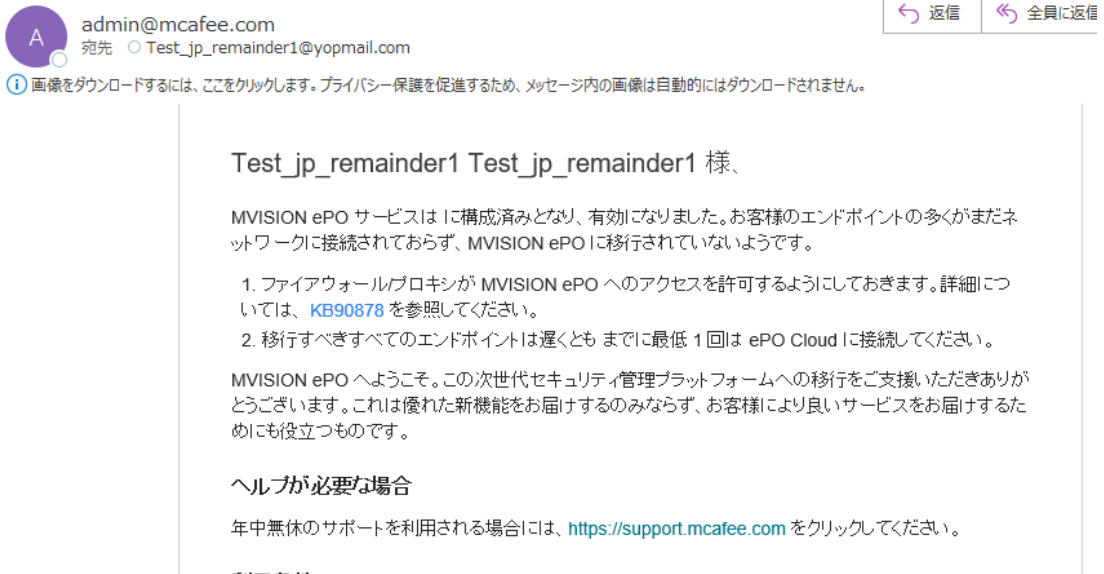 A
admin@mcafee.com
宛先 Test_jp_remainder1@yopmail.com
返信
全員に返信
画像をダウンロードするには、ここをクリックします。プライバシー保護を促進するため、メッセージ内の画像は自動的にはダウンロードされません。
Test_jp_remainder1 Test_jp_remainder1 様、
MVISION ePO サービスは に構成済みとなり、有効になりました。お客様のエンドポイントの多くがまだネ
ットワークに接続されておらず、MVISION ePO に移行されていないようです。
1. ファイアウォール/プロキシが MVISION ePO へのアクセスを許可するようにしておきます。詳細につ
いては、 KB90878 を参照してください。
2. 移行すべきすべてのエンドポイントは遅くとも までに最低 1 回は ePO Cloud に接続してください。
MVISION ePO へようこそ。この次世代セキュリティ管理プラットフォームへの移行をご支援いただきありが
とうございます。これは優れた新機能をお届けするのみならず、お客様により良いサービスをお届けするた
めにも役立つものです。
ヘルプが必要な場合
年中無休のサポートを利用される場合には、https://support.mcafee.com をクリックしてください。